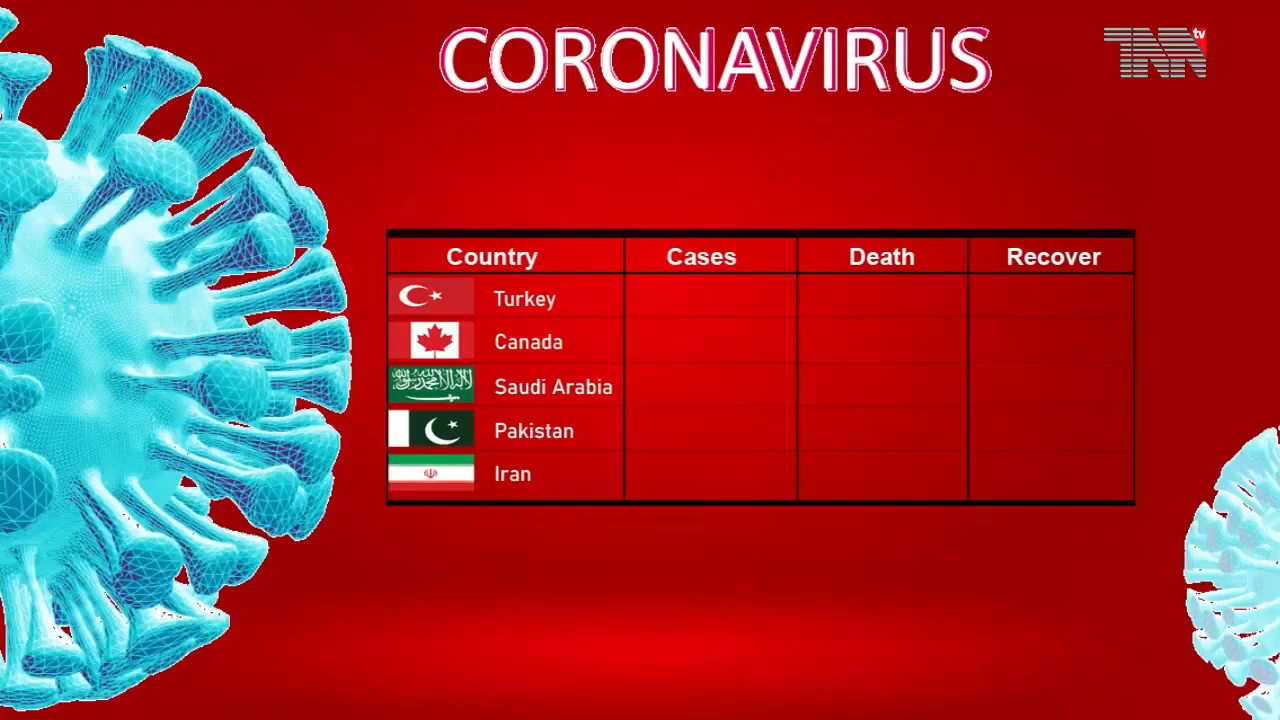 CORONAVIRUS
TNN tv
Country Cases Death Recover
Turkey
Canada
Saudi Arabia
Pakistan
Iran